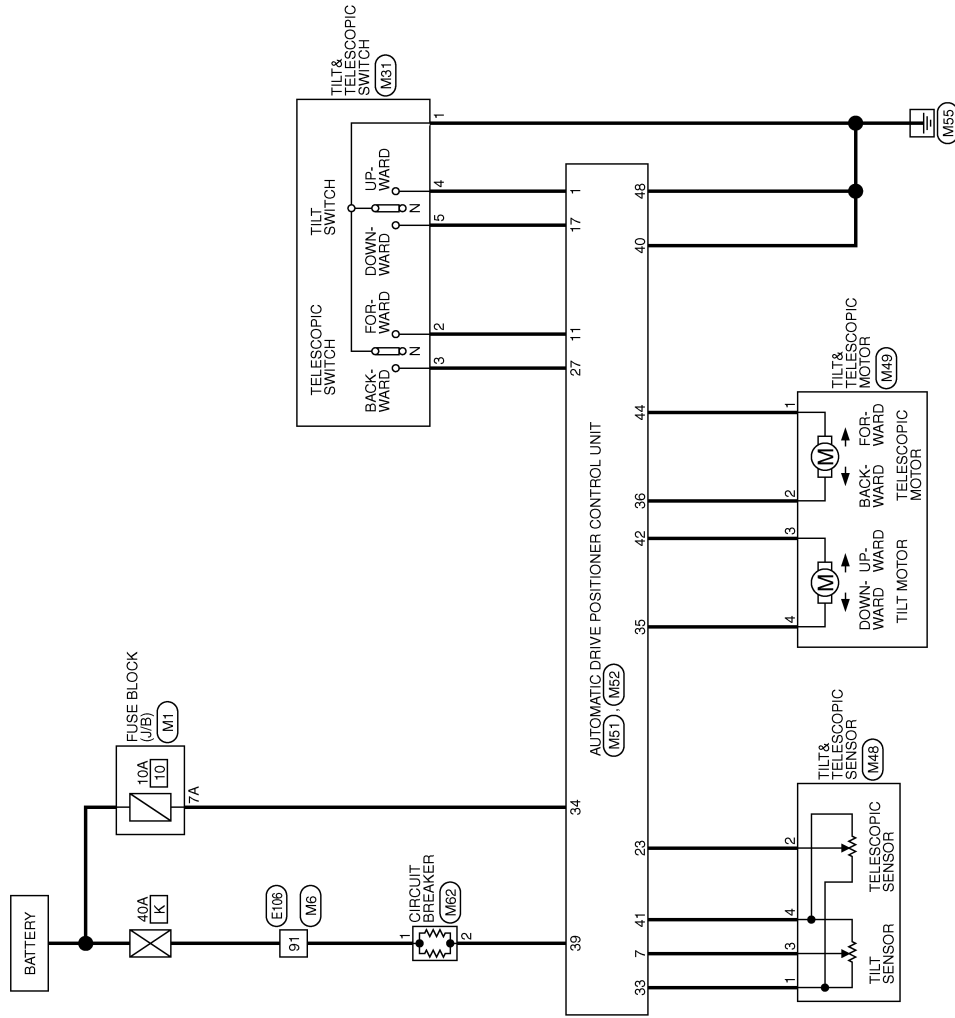 BATTERY
40A
K
E106
M6
91
CIRCUIT
BREAKER
M62
1
2
39
FUSE BLOCK
(J/B)
M1
10A
10
7A
34
TILT&
TELESCOPIC
SWITCH
M31
TELESCOPIC
SWITCH
TILT
SWITCH
BACK-
WARD
N
FOR-
WARD
DOWN-
WARD
N
UP-
WARD
3
2
5
4
1
27
11
17
1
AUTOMATIC DRIVE POSITIONER CONTROL UNIT
M51 , M52
33
7
41
23
35
42
36
44
40
48
TILT&
TELESCOPIC
SENSOR
M48
1
3
4
2
TILT
SENSOR
TELESCOPIC
SENSOR
TILT&
TELESCOPIC
MOTOR
M49
4
3
2
1
M
M
DOWN-
WARD
UP-
WARD
BACK-
WARD
FOR-
WARD
TILT MOTOR
TELESCOPIC
MOTOR
M55